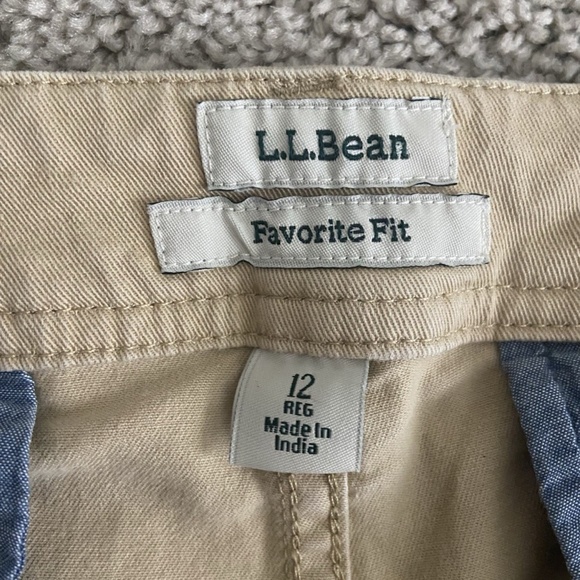 L.L.Bean
Favorite Fit
12
REG
Made In
India